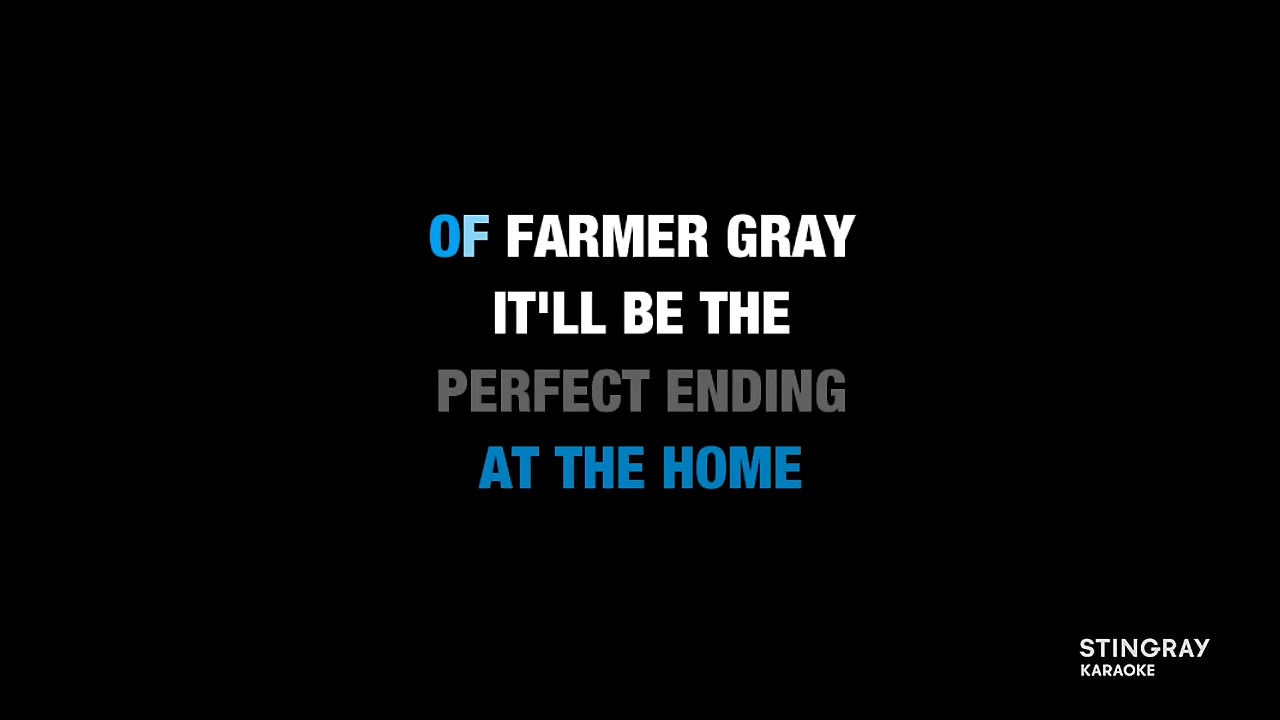 OF FARMER GRAY
IT'LL BE THE
PERFECT ENDING
AT THE HOME
STINGRAY
KARAOKE